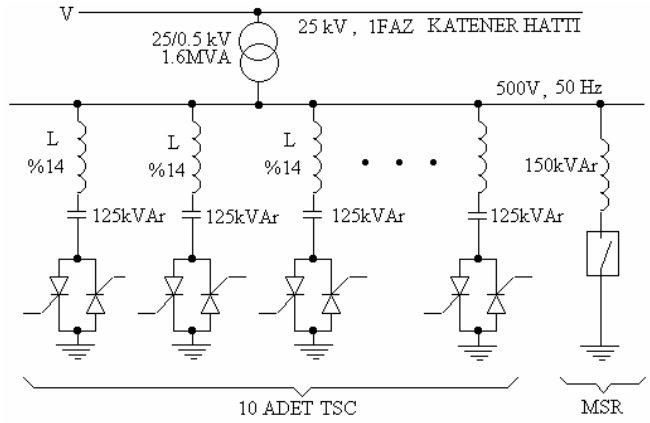 V
25 kV , 1FAZ KATENER HATTI
25/0.5 kV
1.6MVA
500V, 50 Hz
L
%14
L
%14
L
%14
150kVAr
125kVAr
125kVAr
125kVAr
125kVAr
10 ADET TSC
MSR